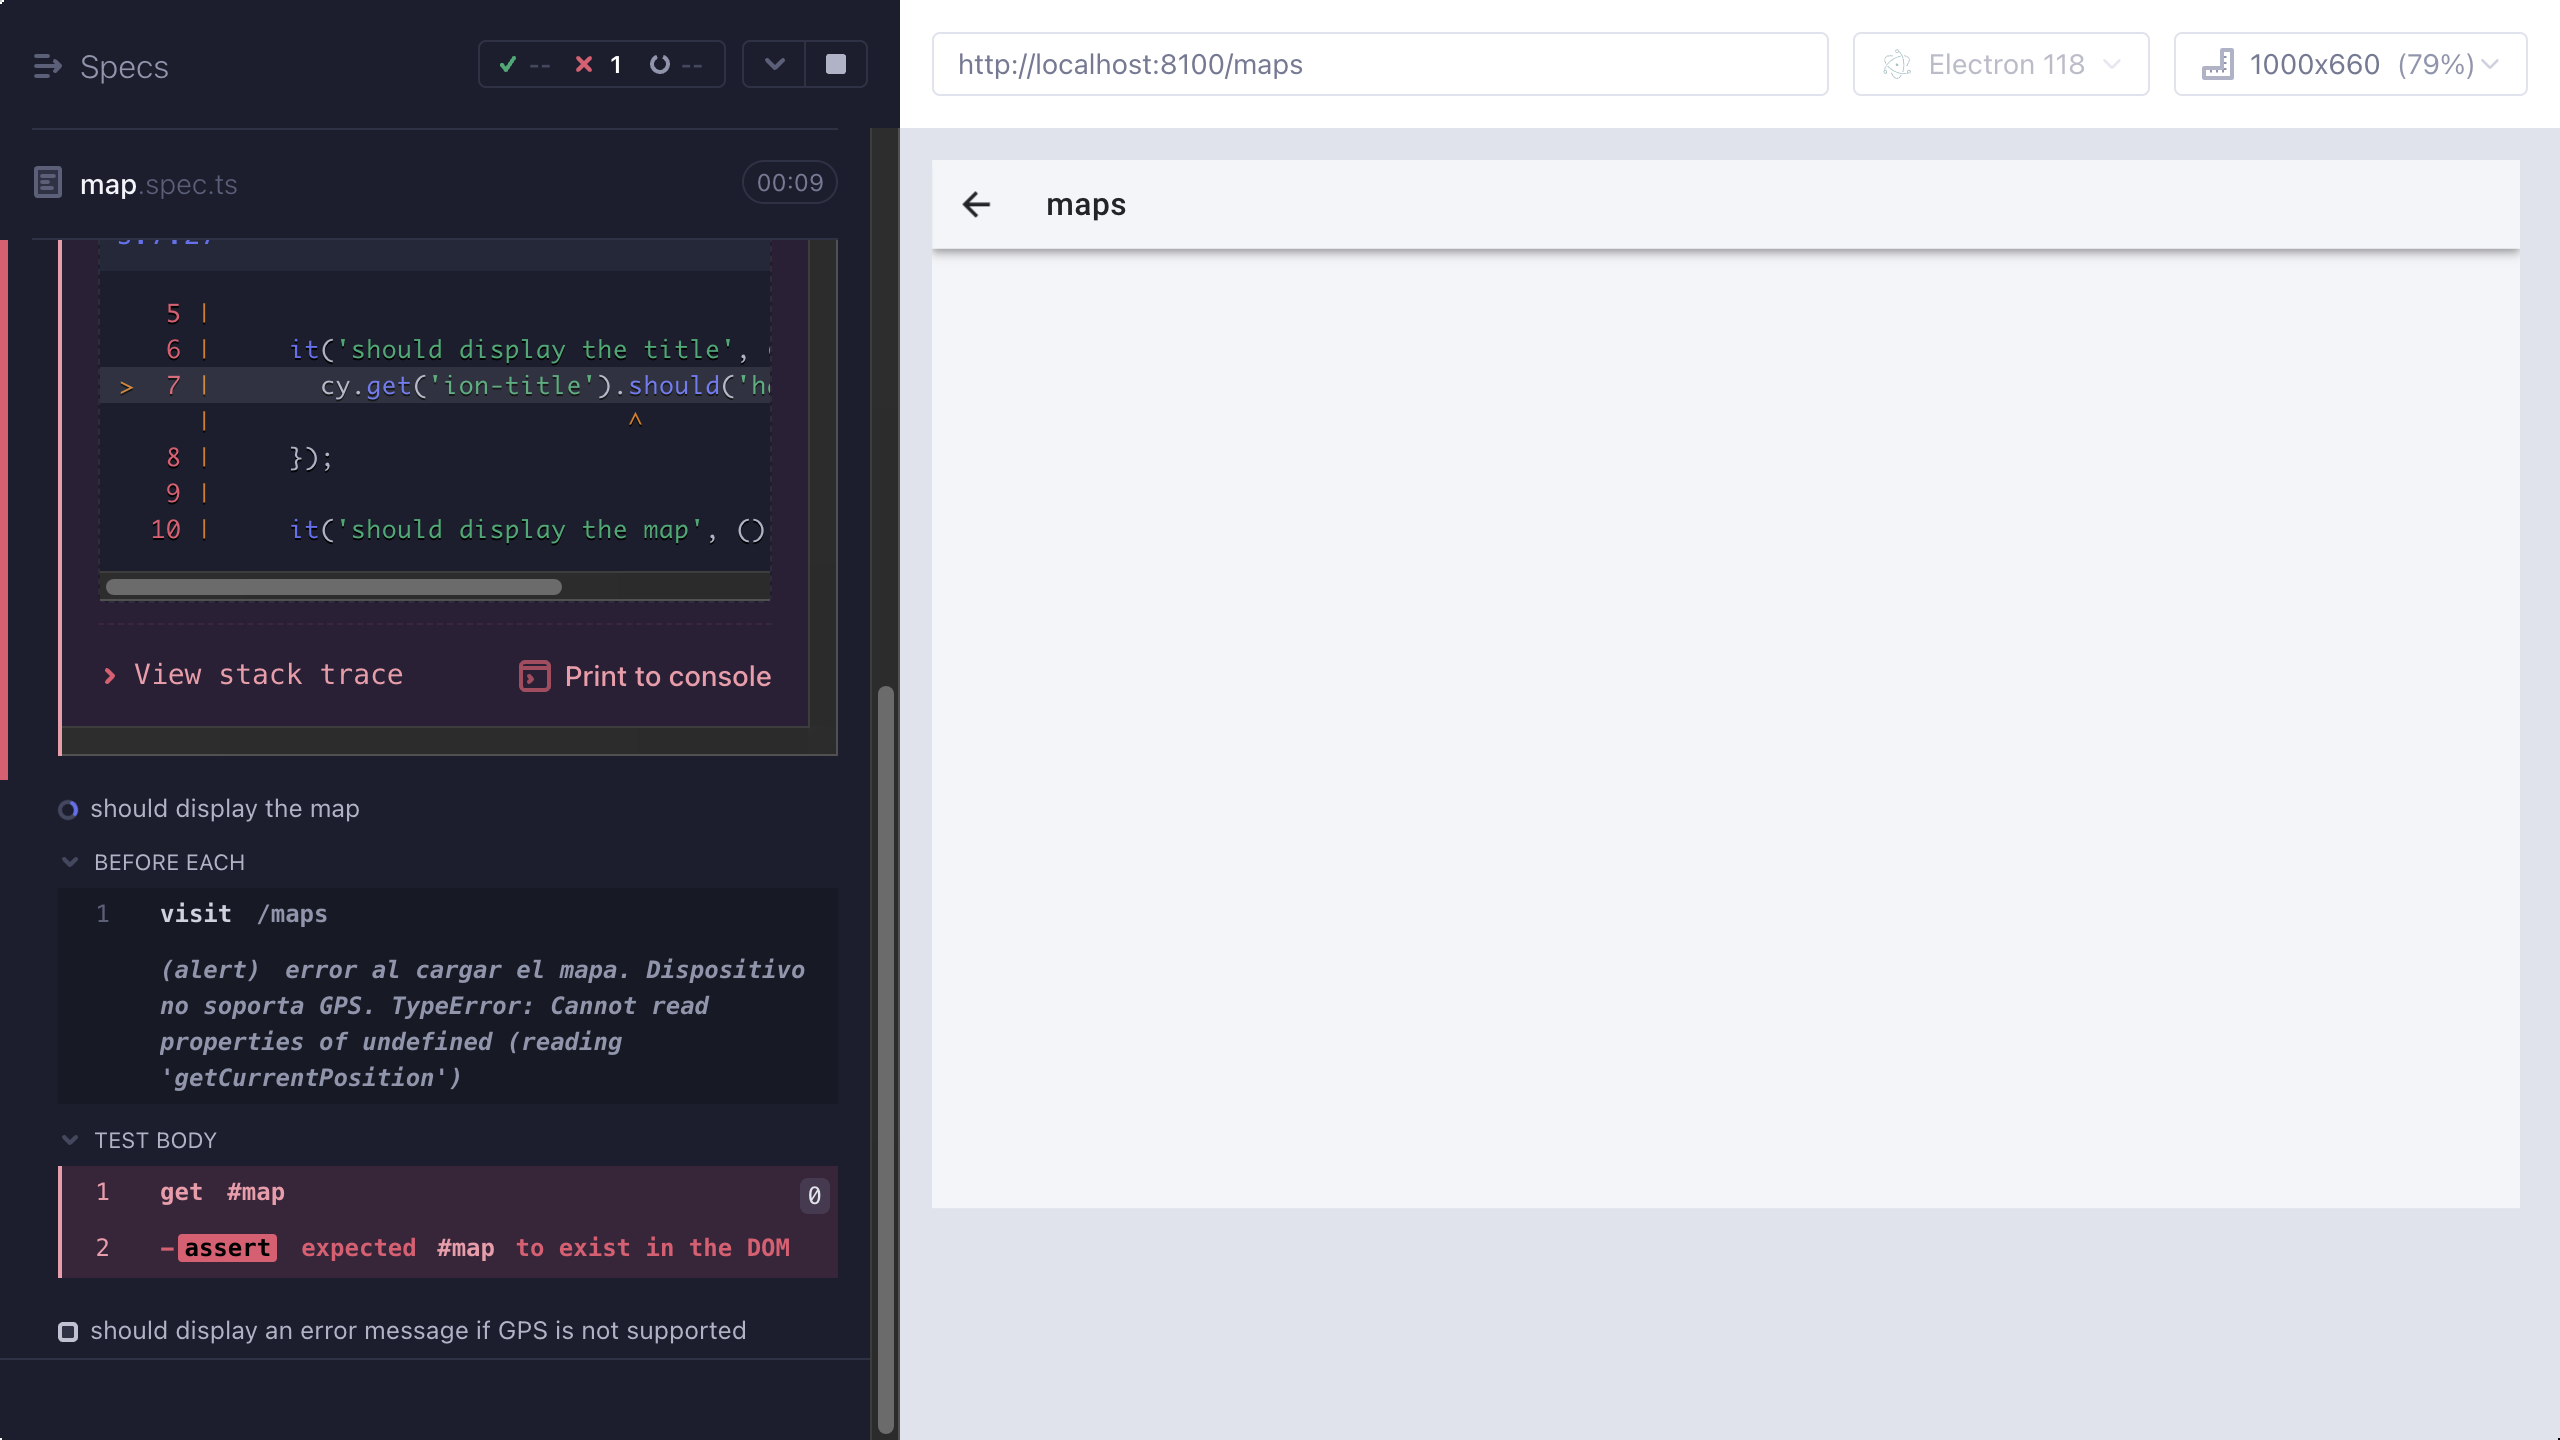 Specs
-- 1 --
map.spec.ts 00:09
5 |
6 | it('should display the title',
> 7 | cy.get('ion-title').should('h
| ^
8 | });
9 |
10 | it('should display the map', ()
View stack trace Print to console
should display the map
BEFORE EACH
1 visit /maps
(alert) error al cargar el mapa. Dispositivo
no soporta GPS. TypeError: Cannot read
properties of undefined (reading
'getCurrentPosition')
TEST BODY
1 get #map 0
2 -assert expected #map to exist in the DOM
should display an error message if GPS is not supported
http://localhost:8100/maps
Electron 118
1000x660 (79%)
maps